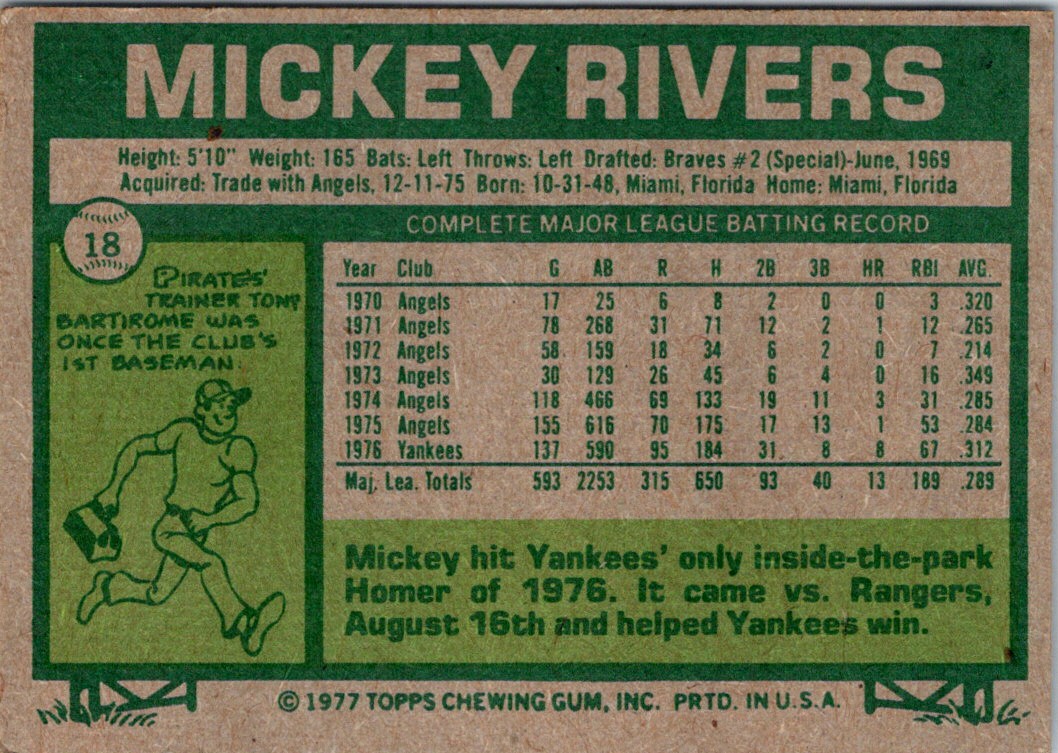 MICKEY RIVERS
Height: 5'10" Weight: 165 Bats: Left Throws: Left Drafted: Braves #2 (Special)-June, 1969
Acquired: Trade with Angels, 12-11-75 Born: 10-31-48, Miami, Florida Home: Miami, Florida
18
PIRATES'
TRAINER TONY
BARTIROME WAS
ONCE THE CLUB'S
1ST BASEMAN.
COMPLETE MAJOR LEAGUE BATTING RECORD
Year Club G AB R H 2B 3B HR RBI AVG.
1970 Angels 17 25 6 8 2 0 0 3 .320
1971 Angels 78 268 31 71 12 2 1 12 .265
1972 Angels 58 159 18 34 6 2 0 7 .214
1973 Angels 30 129 26 45 6 4 0 16 .349
1974 Angels 118 466 69 133 19 11 3 31 .285
1975 Angels 155 616 70 175 17 13 1 53 .284
1976 Yankees 137 590 95 184 31 8 8 67 .312
Maj. Lea. Totals 593 2253 315 650 93 40 13 189 .289
Mickey hit Yankees' only inside-the-park
Homer of 1976. It came vs. Rangers,
August 16th and helped Yankees win.
© 1977 TOPPS CHEWING GUM, INC. PRTD. IN U.S.A.